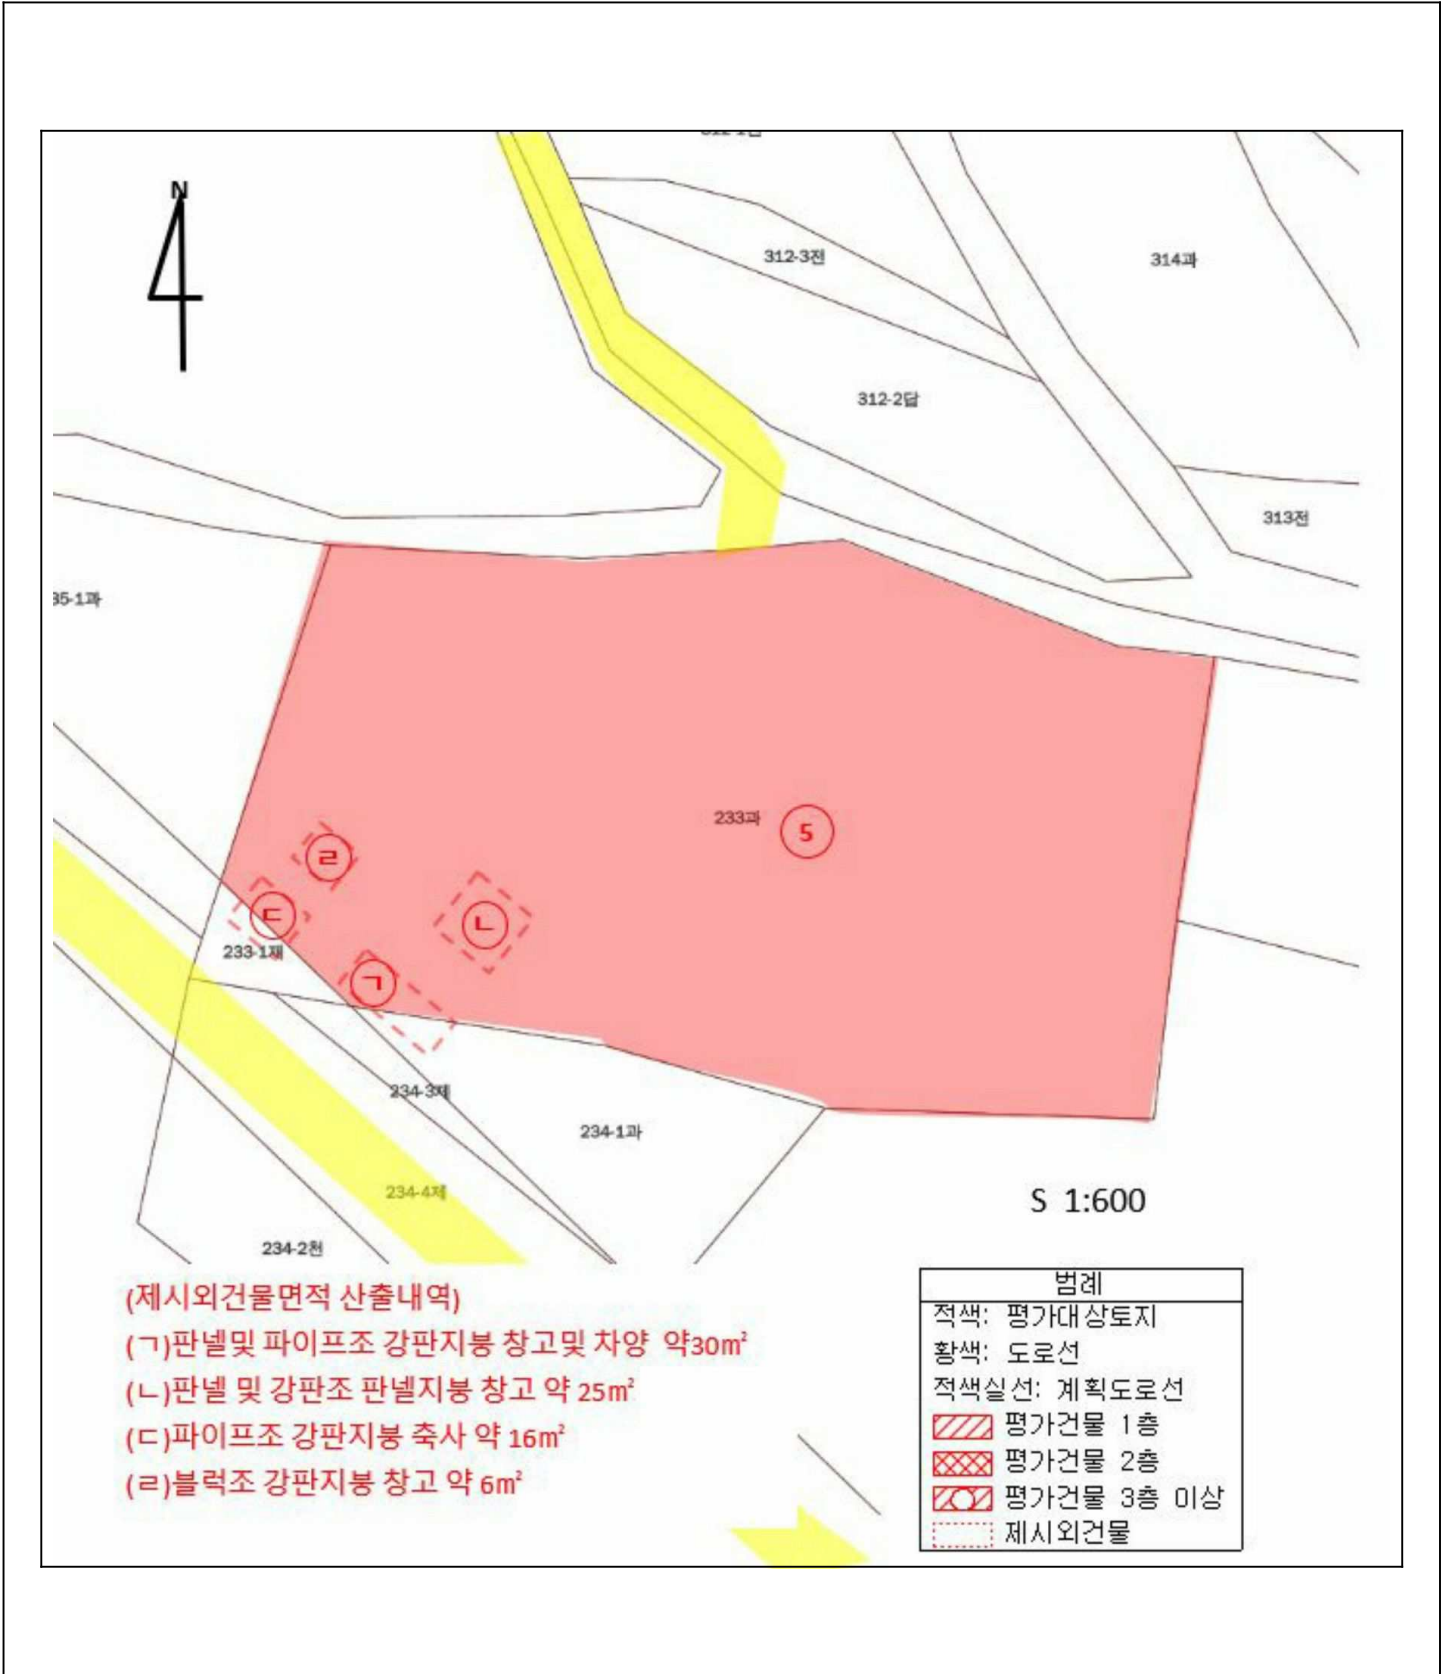 N
312-3전
314과
312-2답
313전
35-1과
233과
5
ㄹ
ㄷ
ㄴ
233-1제
ㄱ
234-3제
234-1과
234-4제
S 1:600
234-2천
(제시외건물면적 산출내역)
(ㄱ)판넬및 파이프조 강판지붕 창고및 차양 약30㎡
(ㄴ)판넬 및 강판조 판넬지붕 창고 약 25㎡
(ㄷ)파이프조 강판지붕 축사 약 16㎡
(ㄹ)블럭조 강판지붕 창고 약 6㎡
범례
적색: 평가대상토지
황색: 도로선
적색실선: 계획도로선
평가건물 1층
평가건물 2층
평가건물 3층 이상
제시외건물